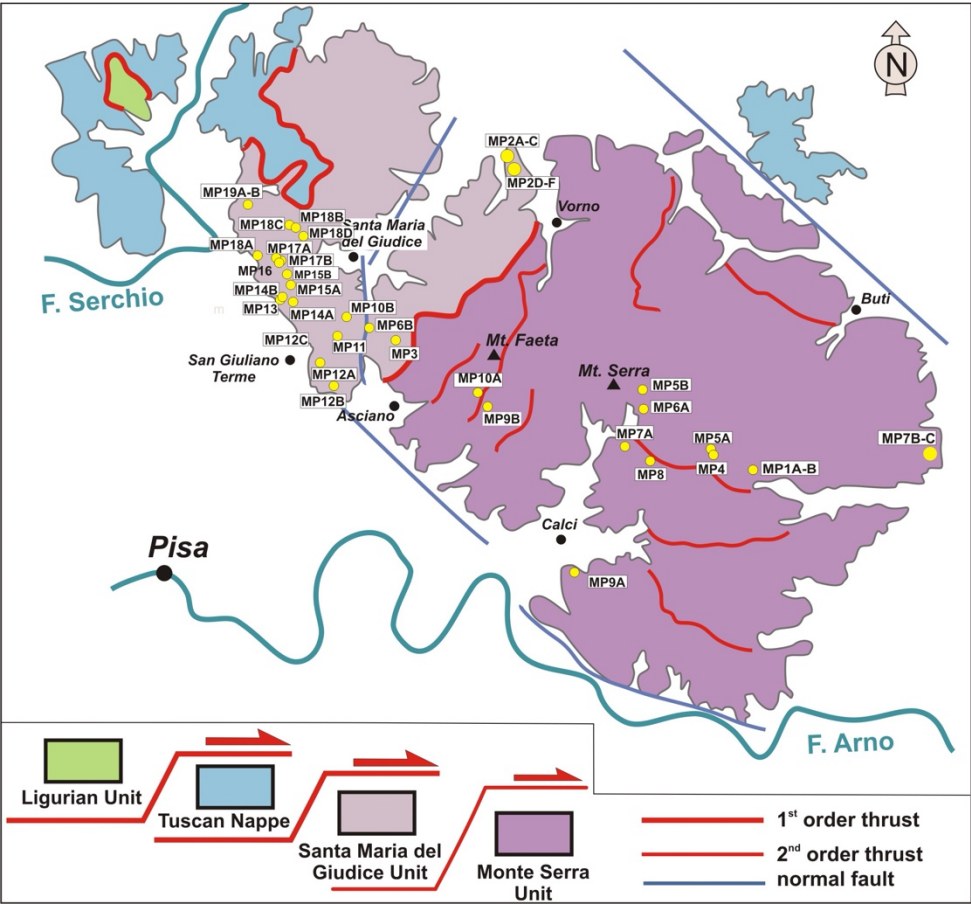 N
MP2A-C
MP2D-F
Vorno
MP19A-B
MP18B
MP18C
MP18D
Santa Maria
del Giudice
MP18A
MP17A
MP17B
MP16
MP15B
MP14B
MP15A
MP13
MP14A
MP10B
MP6B
MP12C
MP11
MP3
F. Serchio
m
San Giuliano
Terme
MP12A
MP12B
Asciano
Mt. Faeta
MP10A
MP9B
Buti
Mt. Serra
MP5B
MP6A
MP7A
MP5A
MP8
MP4
MP1A-B
MP7B-C
Calci
MP9A
Pisa
F. Arno
Ligurian Unit
Tuscan Nappe
Santa Maria del
Giudice Unit
Monte Serra
Unit
1st order thrust
2nd order thrust
normal fault